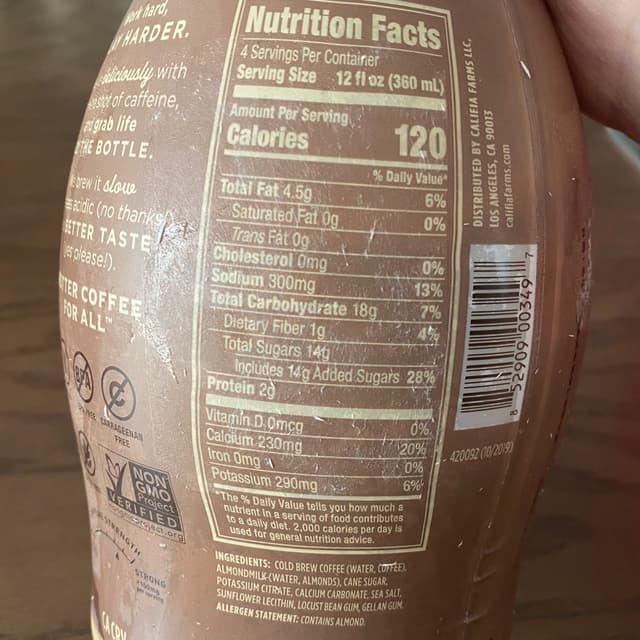 work hard,
HARDER.
deliciously with
shot of caffeine,
and grab life
THE BOTTLE.
brew it slow
acidic (no thanks)
BETTER TASTE
(yes please!).
BETTER COFFEE
FOR ALL™
CARRAGEENAN
FREE
NON
GMO
Project
VERIFIED
STRENGTH
STRONG
per serving
Nutrition Facts
4 Servings Per Container
Serving Size 12 fl oz (360 mL)
Amount Per Serving
Calories 120
% Daily Value*
Total Fat 4.5g 6%
Saturated Fat 0g 0%
Trans Fat 0g
Cholesterol 0mg 0%
Sodium 300mg 13%
Total Carbohydrate 18g 7%
Dietary Fiber 1g 4%
Total Sugars 14g
Includes 14g Added Sugars 28%
Protein 2g
Vitamin D 0mcg 0%
Calcium 230mg 20%
Iron 0mg 0%
Potassium 290mg 6%
*The % Daily Value tells you how much a
nutrient in a serving of food contributes
to a daily diet. 2,000 calories per day is
used for general nutrition advice.
INGREDIENTS: COLD BREW COFFEE (WATER, COFFEE),
ALMONDMILK (WATER, ALMONDS), CANE SUGAR,
POTASSIUM CITRATE, CALCIUM CARBONATE, SEA SALT,
SUNFLOWER LECITHIN, LOCUST BEAN GUM, GELLAN GUM.
ALLERGEN STATEMENT: CONTAINS ALMOND.
DISTRIBUTED BY CALIFIA FARMS LLC,
LOS ANGELES, CA 90013
califiafarms.com
8 52909 00349 7
420092 (10/2019)